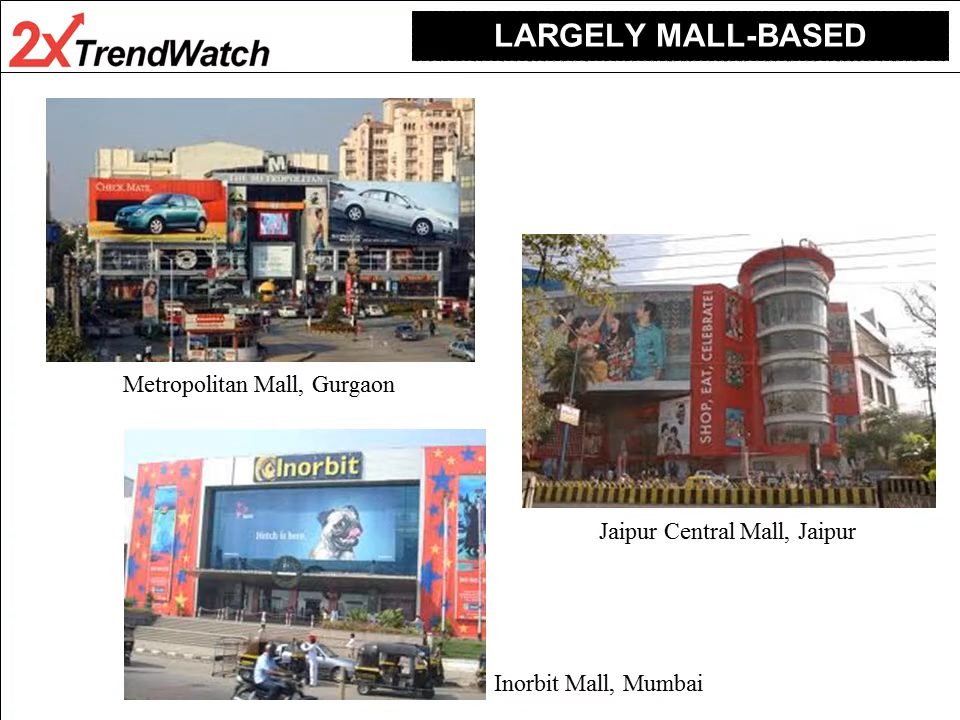 2x TrendWatch
LARGELY MALL-BASED
M
THE METROPOLITAN
CHECK. MATE.
Metropolitan Mall, Gurgaon
SHOP, EAT, CELEBRATE!
Jaipur Central Mall, Jaipur
Inorbit
Hutch is here.
Inorbit Mall, Mumbai